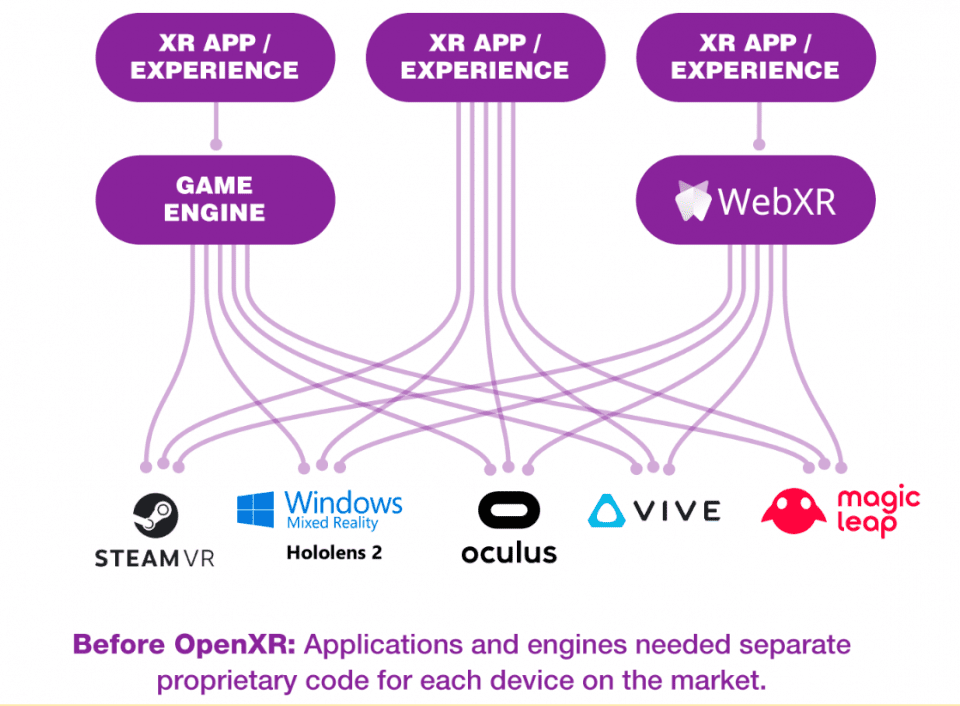 XR APP /
EXPERIENCE
XR APP /
EXPERIENCE
XR APP /
EXPERIENCE
GAME
ENGINE
WebXR
STEAMVR
Windows
Mixed Reality
Hololens 2
oculus
VIVE
magic
leap
Before OpenXR: Applications and engines needed separate
proprietary code for each device on the market.